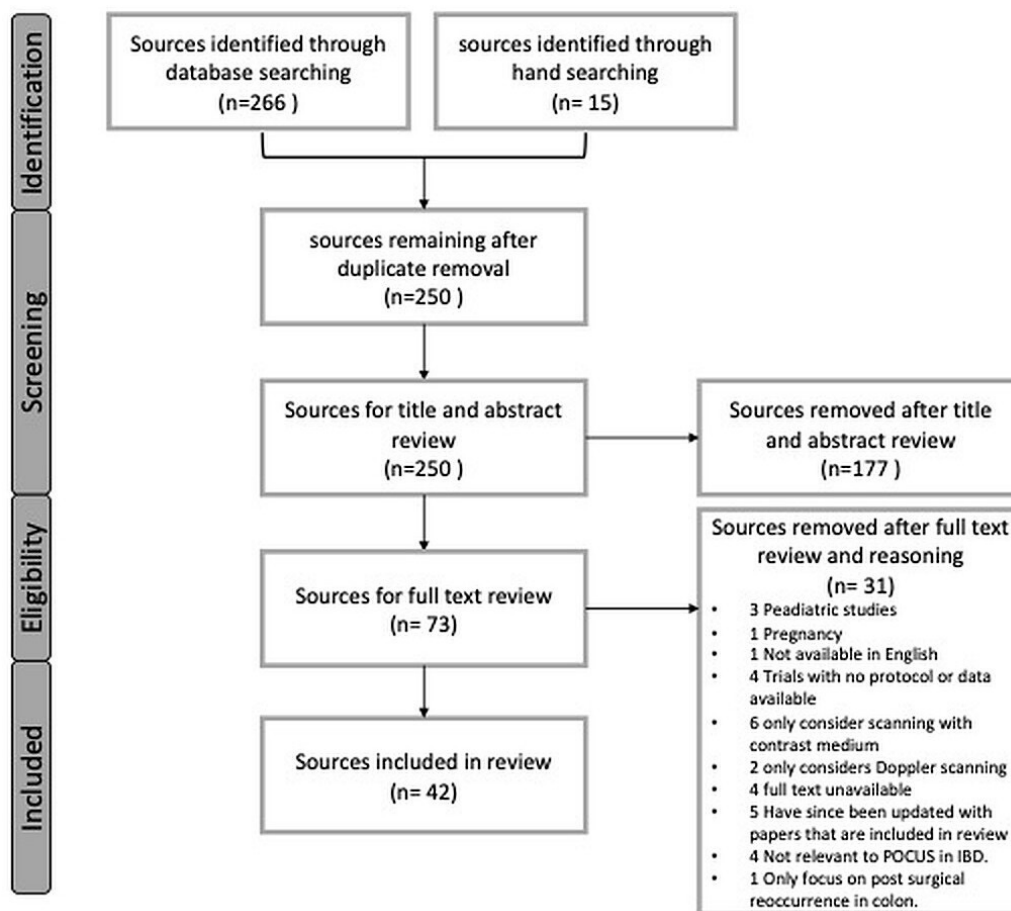 Identification
Sources identified through
database searching
(n=266 )
sources identified through
hand searching
(n= 15)
Screening
sources remaining after
duplicate removal
(n=250 )
Sources for title and abstract
review
(n=250 )
Sources removed after title
and abstract review
(n=177 )
Eligibility
Sources for full text review
(n= 73)
Sources removed after full text
review and reasoning
(n= 31)
• 3 Peadiatric studies
• 1 Pregnancy
• 1 Not available in English
• 4 Trials with no protocol or data
available
• 6 only consider scanning with
contrast medium
• 2 only considers Doppler scanning
• 4 full text unavailable
• 5 Have since been updated with
papers that are included in review
• 4 Not relevant to POCUS in IBD.
• 1 Only focus on post surgical
reoccurrence in colon.
Included
Sources included in review
(n= 42)